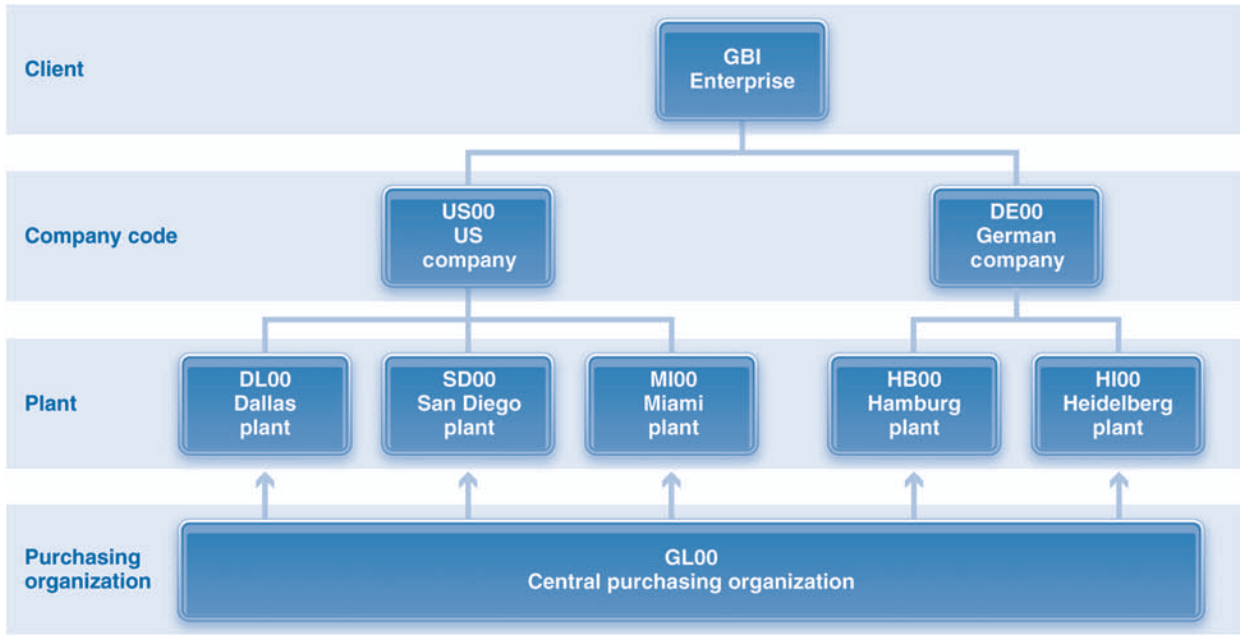 Client
GBI
Enterprise
Company code
US00
US
company
DE00
German
company
Plant
DL00
Dallas
plant
SD00
San Diego
plant
MI00
Miami
plant
HB00
Hamburg
plant
HI00
Heidelberg
plant
Purchasing
organization
GL00
Central purchasing organization